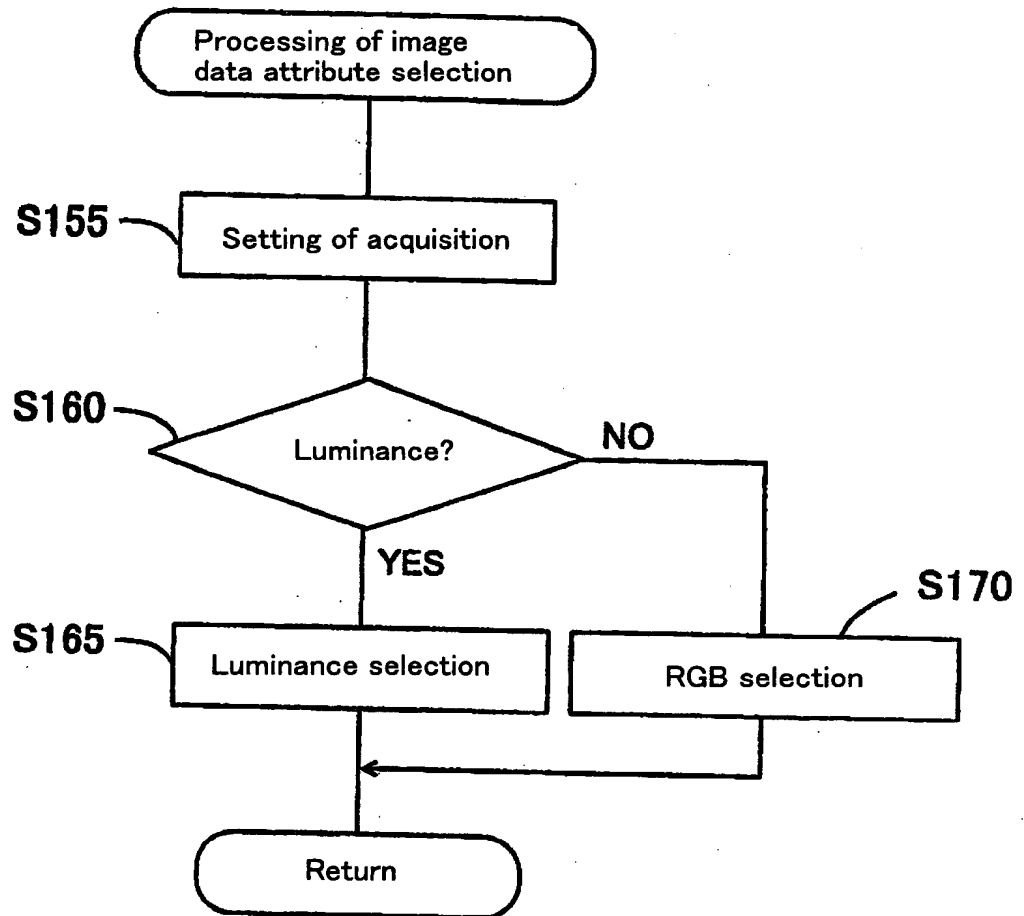 Processing of image
data attribute selection
S155
Setting of acquisition
S160
Luminance?
NO
YES
S170
S165
Luminance selection
RGB selection
Return